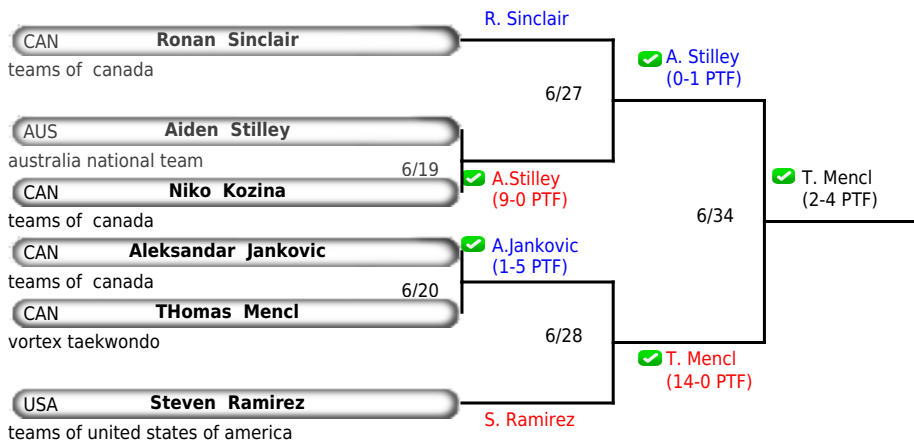 R. Sinclair
CAN Ronan Sinclair
teams of canada
A. Stilley
(0-1 PTF)
6/27
AUS Aiden Stilley
australia national team
6/19
CAN Niko Kozina
A.Stilley
(9-0 PTF)
teams of canada
T. Mencl
(2-4 PTF)
6/34
CAN Aleksandar Jankovic
A.Jankovic
(1-5 PTF)
teams of canada
6/20
CAN THomas Mencl
vortex taekwondo
6/28
T. Mencl
(14-0 PTF)
USA Steven Ramirez
S. Ramirez
teams of united states of america